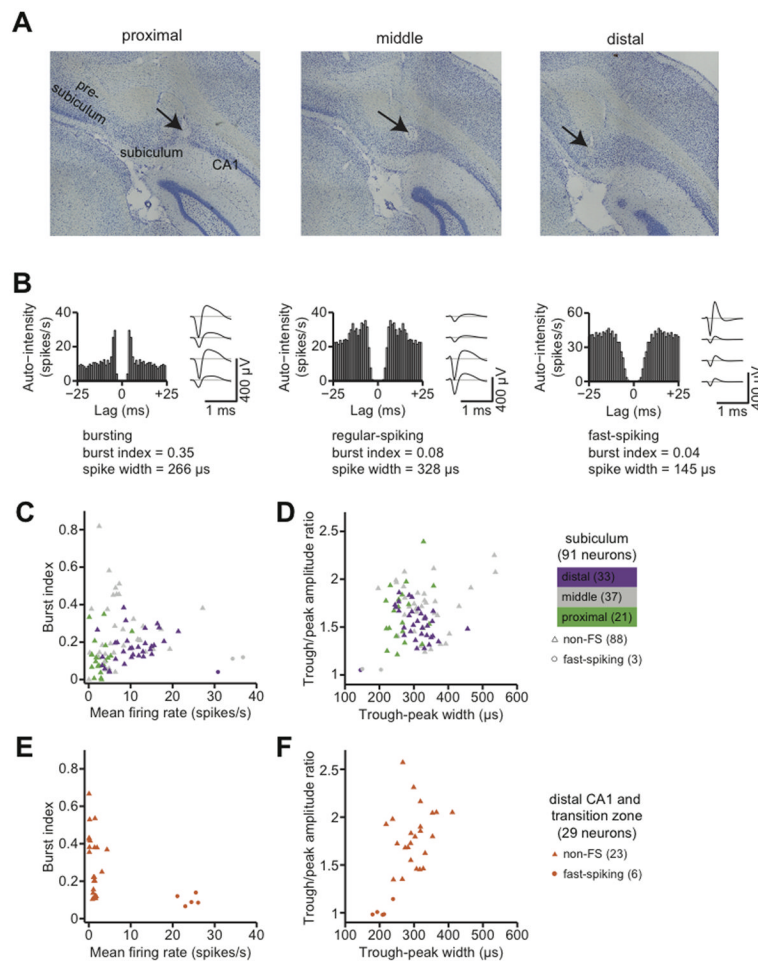 A
proximal
middle
distal
pre-
subiculum
subiculum
CA1
B
Auto−intensity
(spikes/s)
40
20
0
−25
0
+25
Lag (ms)
1 ms
400 µV
bursting
burst index = 0.35
spike width = 266 µs
Auto−intensity
(spikes/s)
40
20
0
−25
0
+25
Lag (ms)
1 ms
400 µV
regular-spiking
burst index = 0.08
spike width = 328 µs
Auto−intensity
(spikes/s)
60
30
0
−25
0
+25
Lag (ms)
1 ms
400 µV
fast-spiking
burst index = 0.04
spike width = 145 µs
C
Burst index
0.8
0.6
0.4
0.2
0
0
10
20
30
40
Mean firing rate (spikes/s)
D
Trough/peak amplitude ratio
2.5
2
1.5
1
100
200
300
400
500
600
Trough-peak width (µs)
subiculum
(91 neurons)
distal (33)
middle (37)
proximal (21)
non-FS (88)
fast-spiking (3)
E
Burst index
0.8
0.6
0.4
0.2
0
0
10
20
30
40
Mean firing rate (spikes/s)
F
Trough/peak amplitude ratio
2.5
2
1.5
1
100
200
300
400
500
600
Trough-peak width (µs)
distal CA1 and
transition zone
(29 neurons)
non-FS (23)
fast-spiking (6)